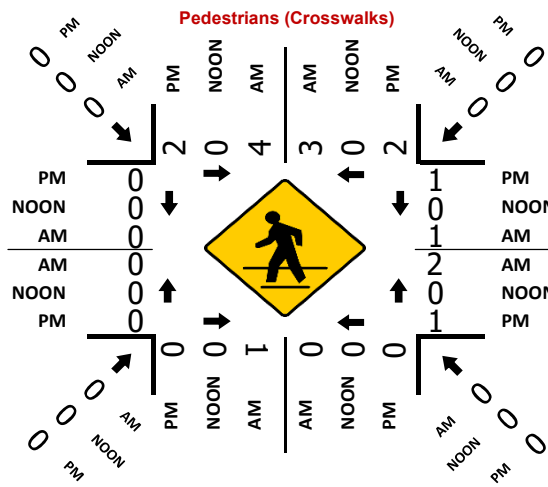 Pedestrians (Crosswalks)
0 0 0
PM NOON AM
PM NOON AM AM NOON PM
2 0 4 3 0 2
PM NOON AM
0 0 0
PM 0 1 PM
NOON 0 0 NOON
AM 0 1 AM
AM 0 2 AM
NOON 0 0 NOON
PM 0 1 PM
0 0 1 0 0 0
PM NOON AM AM NOON PM
0 0 0
AM NOON PM
AM NOON PM
0 0 0